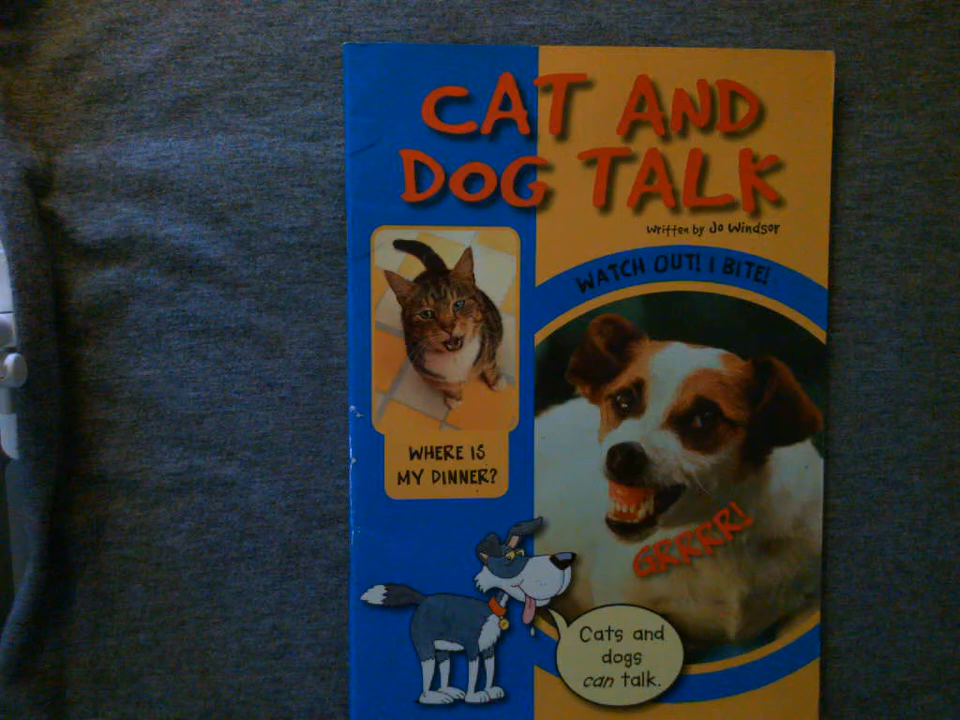 CAT AND
DOG TALK
written by Jo Windsor
WATCH OUT! I BITE!
WHERE IS
MY DINNER?
GRRRR!
Cats and
dogs
can talk.